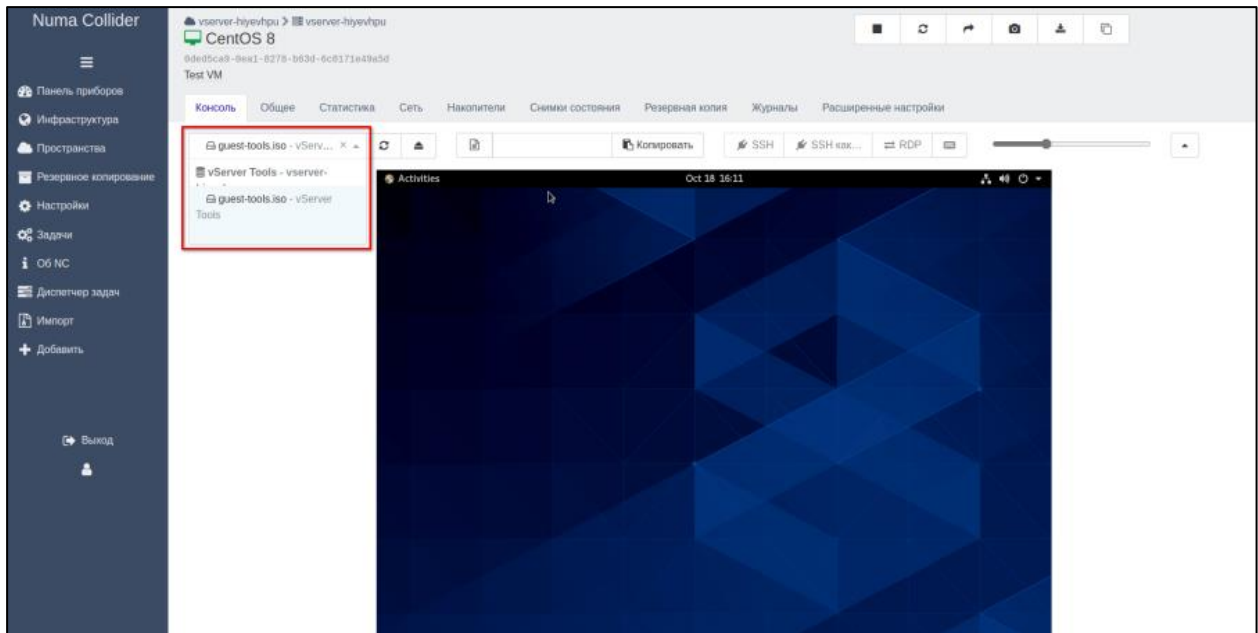 Numa Collider
vserver-hiyevhpu > vserver-hiyevhpu
CentOS 8
Test VM
Панель приборов
Инфраструктура
Пространства
Резервное копирование
Настройки
Задачи
Об NC
Диспетчер задач
Импорт
Добавить
Выход
Консоль Общее Статистика Сеть Накопители Снимки состояния Резервная копия Журналы Расширенные настройки
guest-tools.iso - vServ... Копировать SSH SSH как... RDP
vServer Tools - vserver-
guest-tools.iso - vServer
Tools
Activities Oct 18 16:11